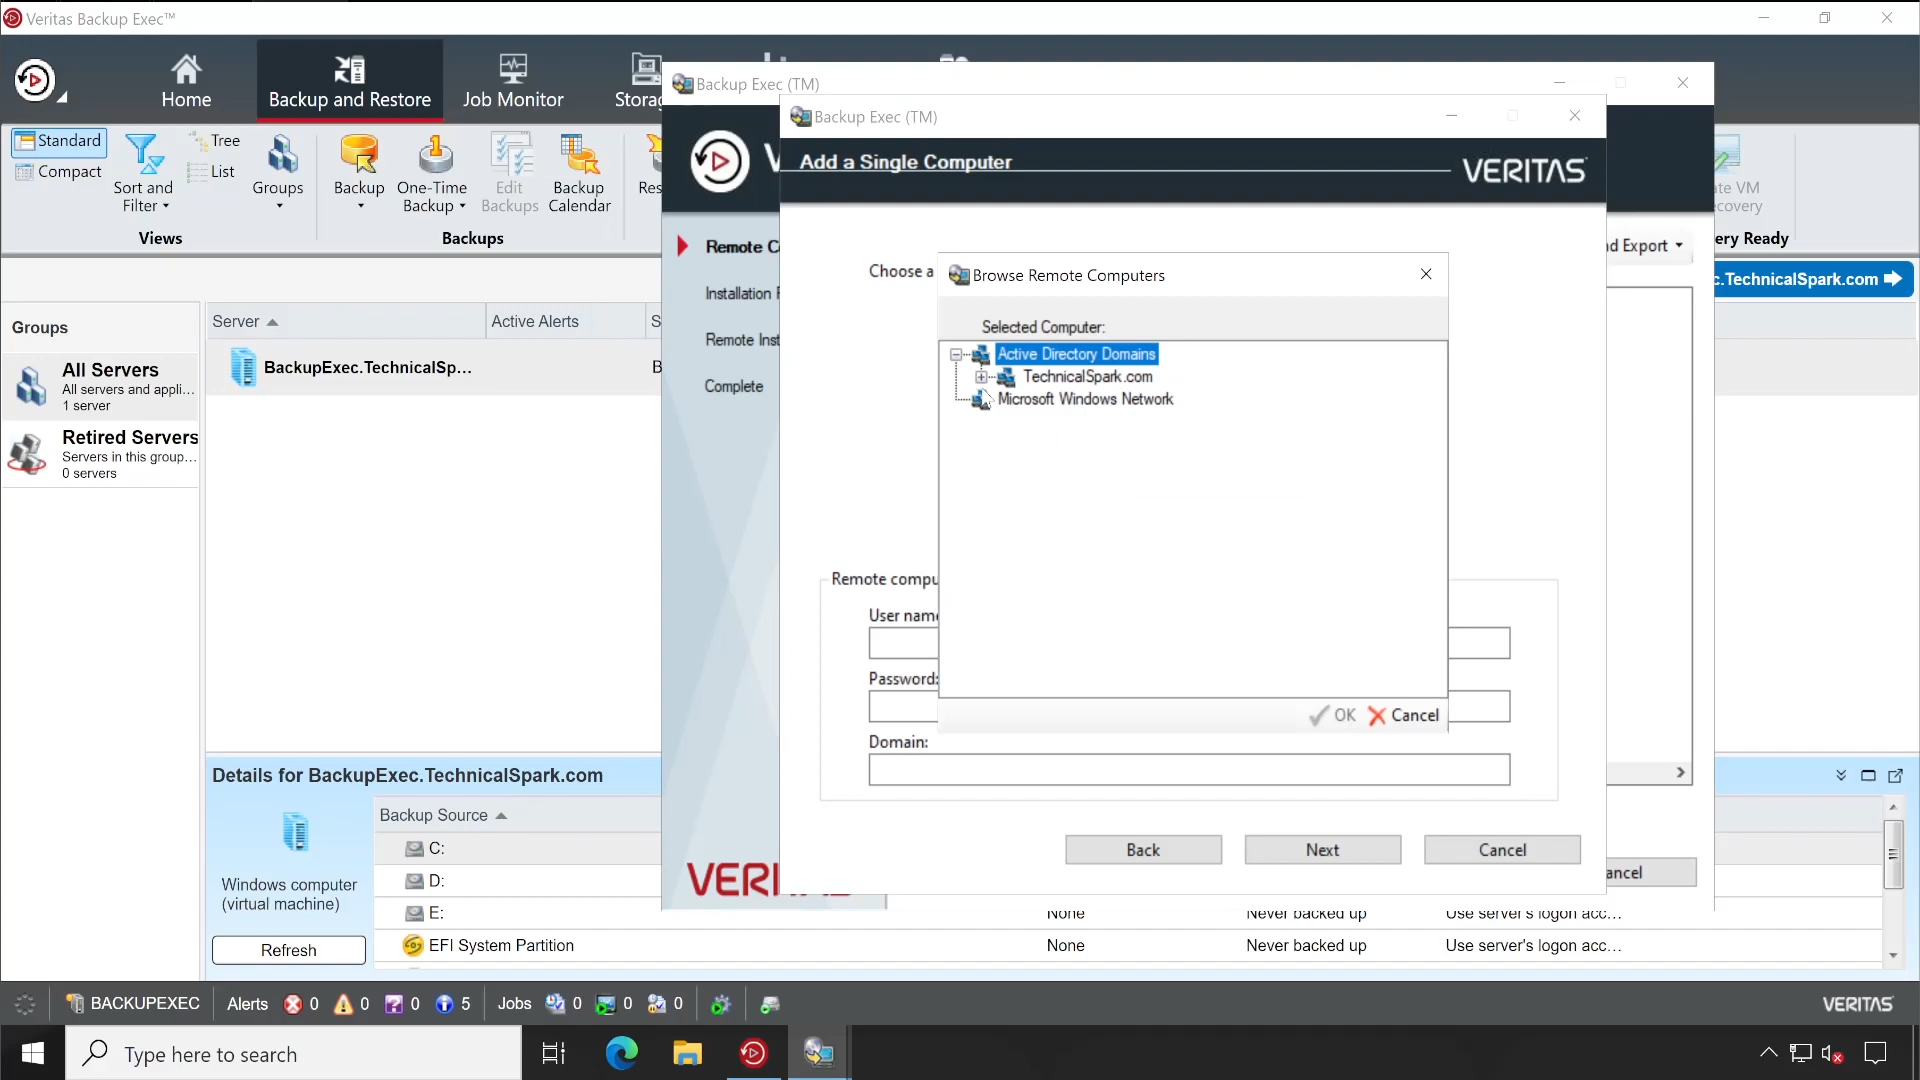 Veritas Backup Exec™
Home
Backup and Restore
Job Monitor
Backup Exec (TM)
Backup Exec (TM)
Add a Single Computer
VERITAS
Standard
Compact
Sort and
Filter
Tree
List
Groups
Views
Backup
One-Time
Backup
Edit
Backups
Backup
Calendar
Backups
ery Ready
d Export
c.TechnicalSpark.com
Remote C
Installation
Remote Inst
Complete
Choose a
Browse Remote Computers
Selected Computer:
Active Directory Domains
TechnicalSpark.com
Microsoft Windows Network
OK
Cancel
Groups
All Servers
All servers and appli...
1 server
Retired Servers
Servers in this group...
0 servers
Server
Active Alerts
BackupExec.TechnicalSp...
Remote compu
User name
Password:
Domain:
Back
Next
Cancel
ancel
Details for BackupExec.TechnicalSpark.com
Windows computer
(virtual machine)
Refresh
Backup Source
C:
D:
E:
None
Never backed up
Use server's logon acc...
EFI System Partition
None
Never backed up
Use server's logon acc...
BACKUPEXEC
Alerts
0
0
0
5
Jobs
0
0
0
VERITAS
Type here to search